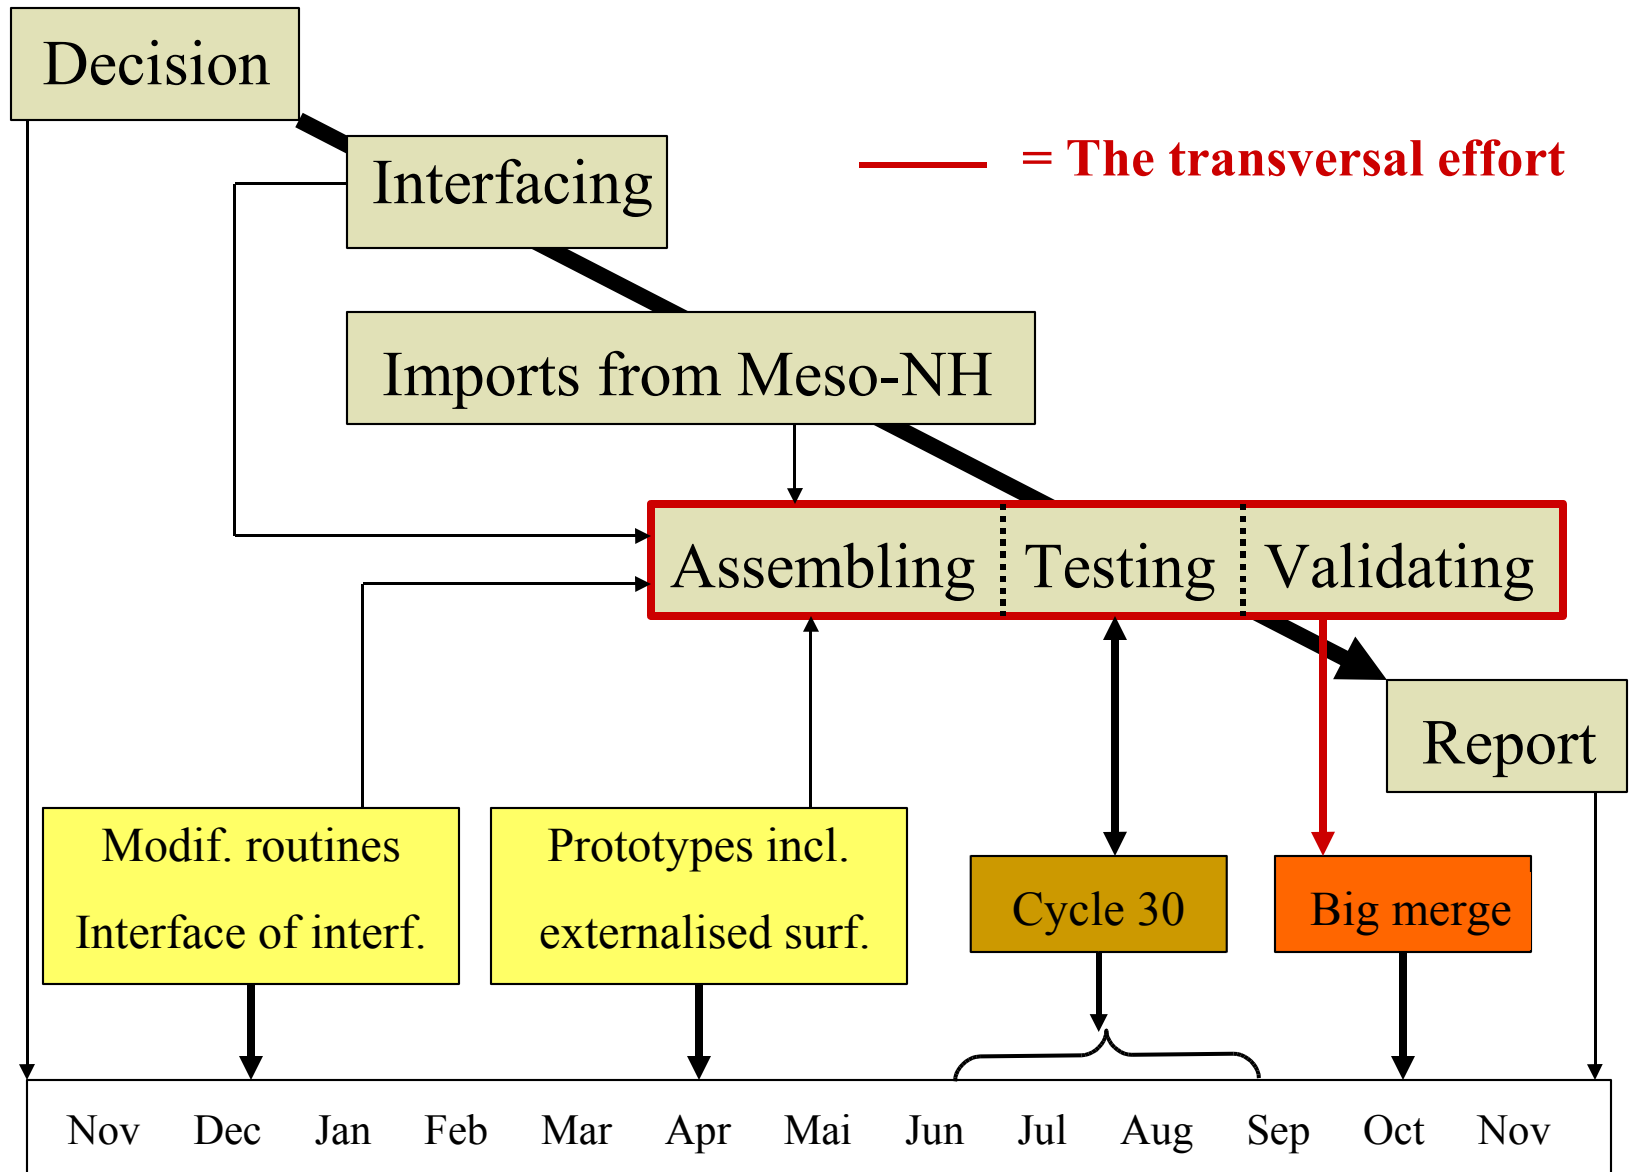 Decision
= The transversal effort
Interfacing
Imports from Meso-NH
Assembling Testing Validating
Report
Modif. routines
Interface of interf.
Prototypes incl.
externalised surf.
Cycle 30
Big merge
Nov Dec Jan Feb Mar Apr Mai Jun Jul Aug Sep Oct Nov